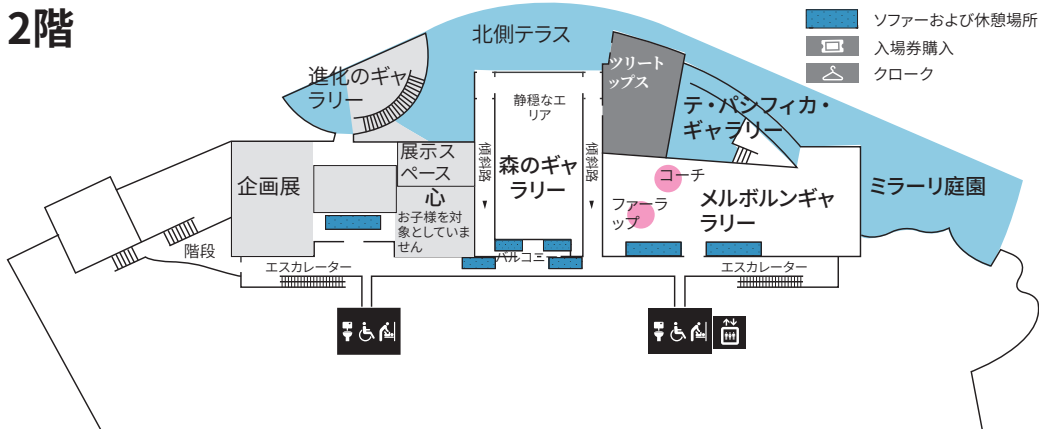 2階
ソファーおよび休憩場所
入場券購入
クローク
北側テラス
進化のギャ
ラリー
ツリート
ップス
静穏なエ
リア
テ・パシフィカ・
ギャラリー
企画展
展示ス
ペース
心
お子様を対
象としていま
せん
傾斜路
森のギャ
ラリー
傾斜路
コーチ
ファーラ
ップ
メルボルンギャ
ラリー
ミラーリ庭園
階段
エスカレーター
バルコニー
エスカレーター